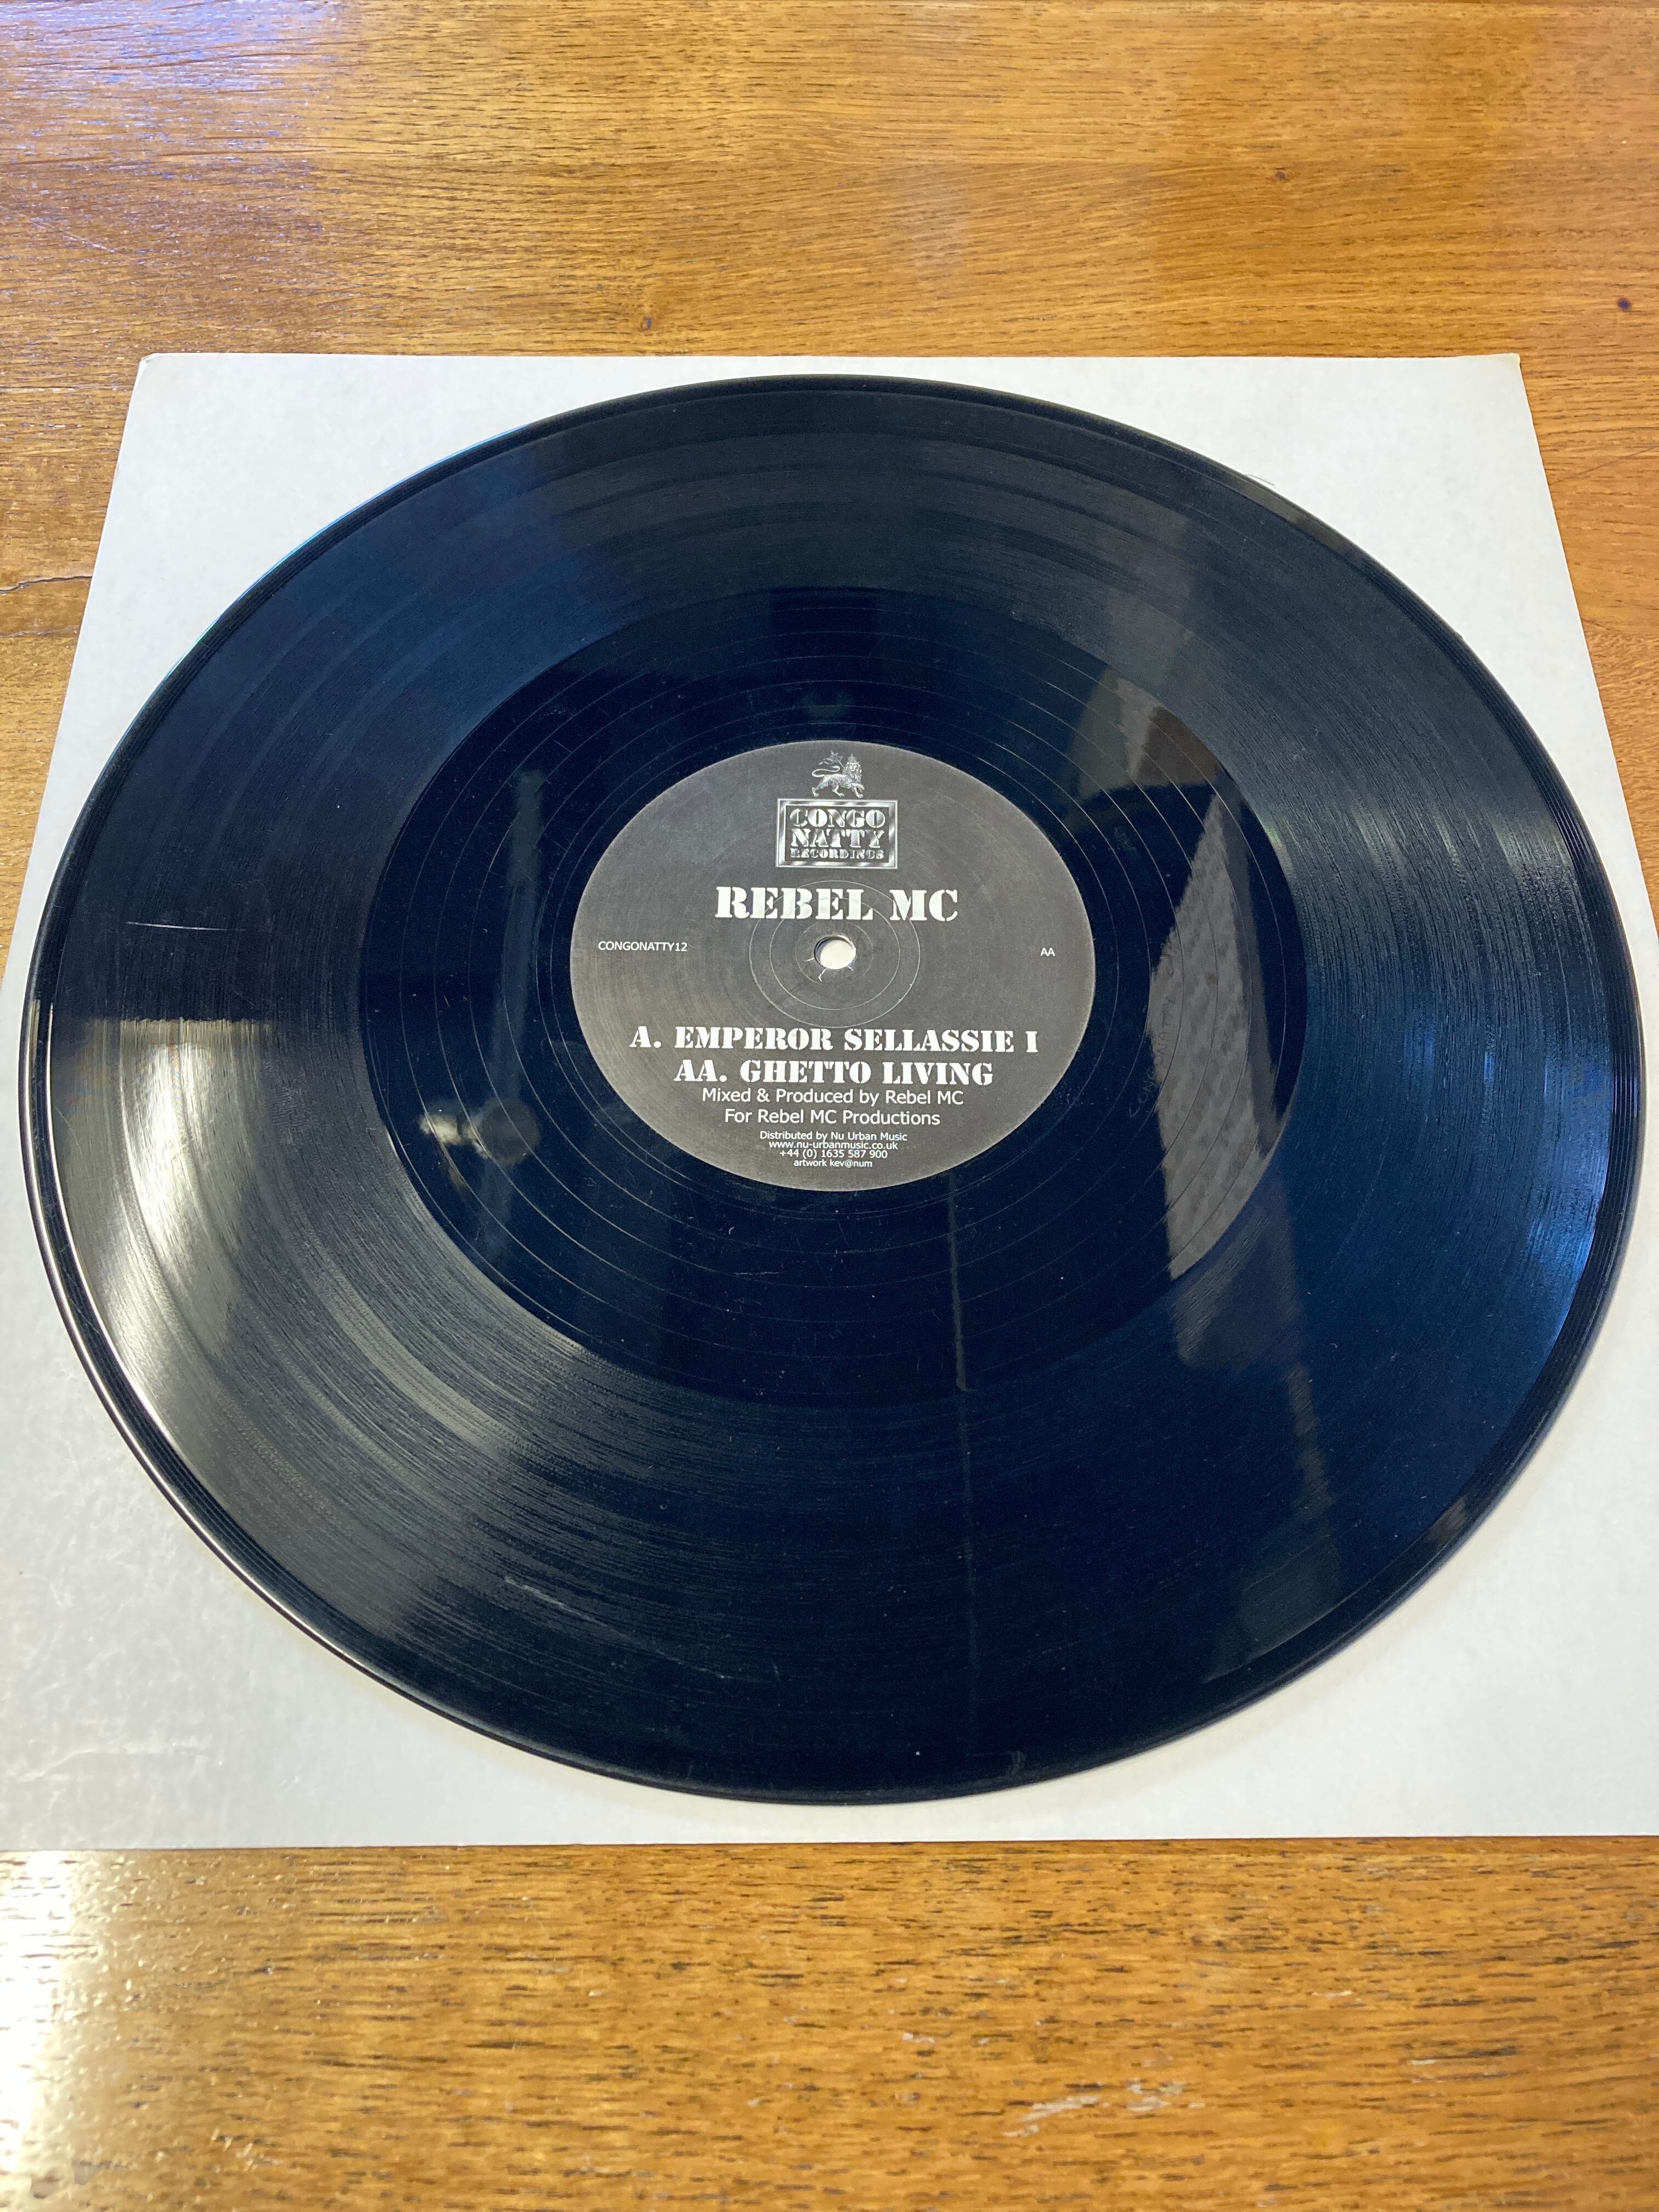 CONGO
NATTY
RECORDINGS
REBEL MC
CONGONATTY12
AA
A. EMPEROR SELLASSIE I
AA. GHETTO LIVING
Mixed & Produced by Rebel MC
For Rebel MC Productions
Distributed by Nu Urban Music
www.nu-urbanmusic.co.uk
+44 (0) 1635 587 900
artwork kev@num